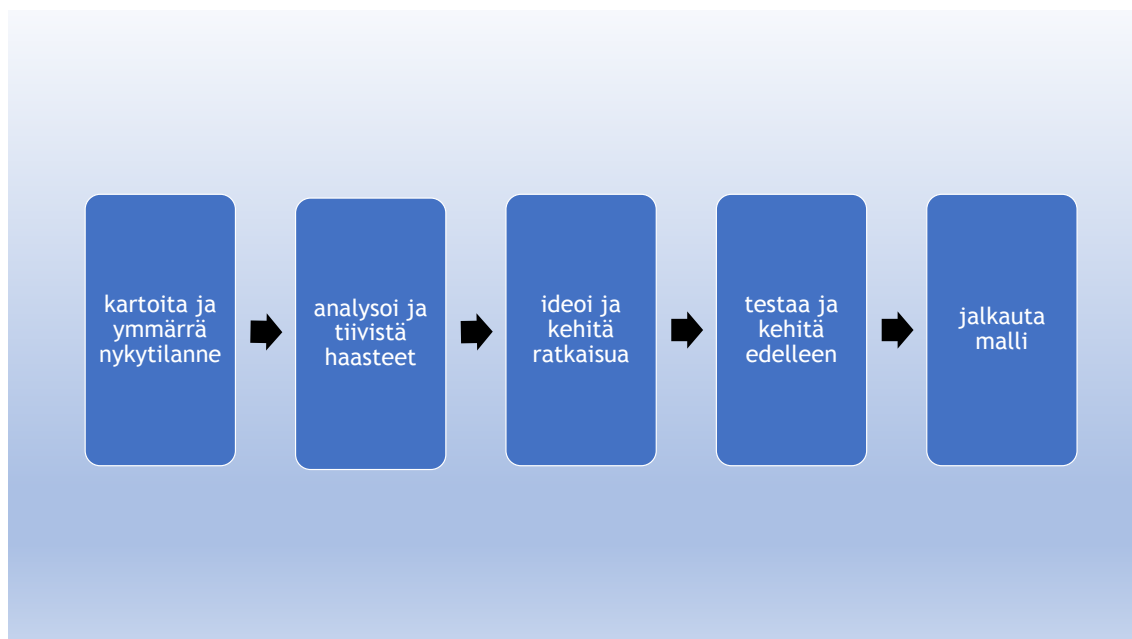 kartoita ja
ymmärrä
nykytilanne
analysoi ja
tiivistä
haasteet
ideoi ja
kehitä
ratkaisua
testaa ja
kehitä
edelleen
jalkauta
malli